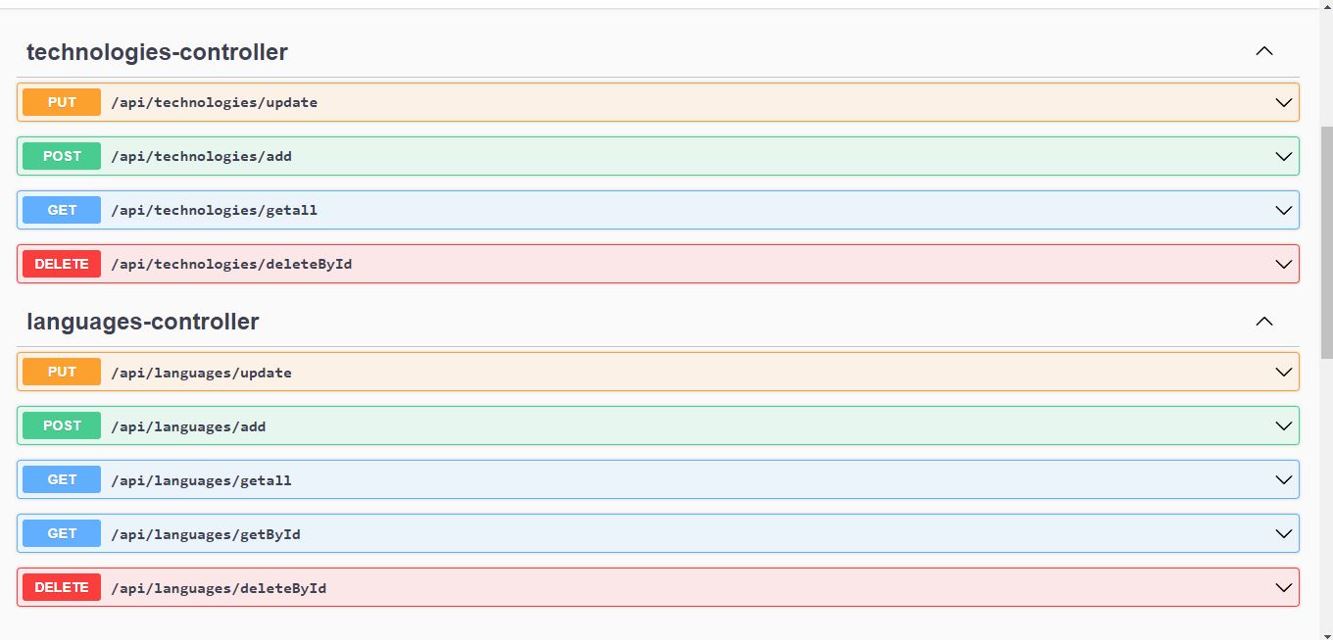 technologies-controller
PUT /api/technologies/update
POST /api/technologies/add
GET /api/technologies/getall
DELETE /api/technologies/deleteById
languages-controller
PUT /api/languages/update
POST /api/languages/add
GET /api/languages/getall
GET /api/languages/getById
DELETE /api/languages/deleteById